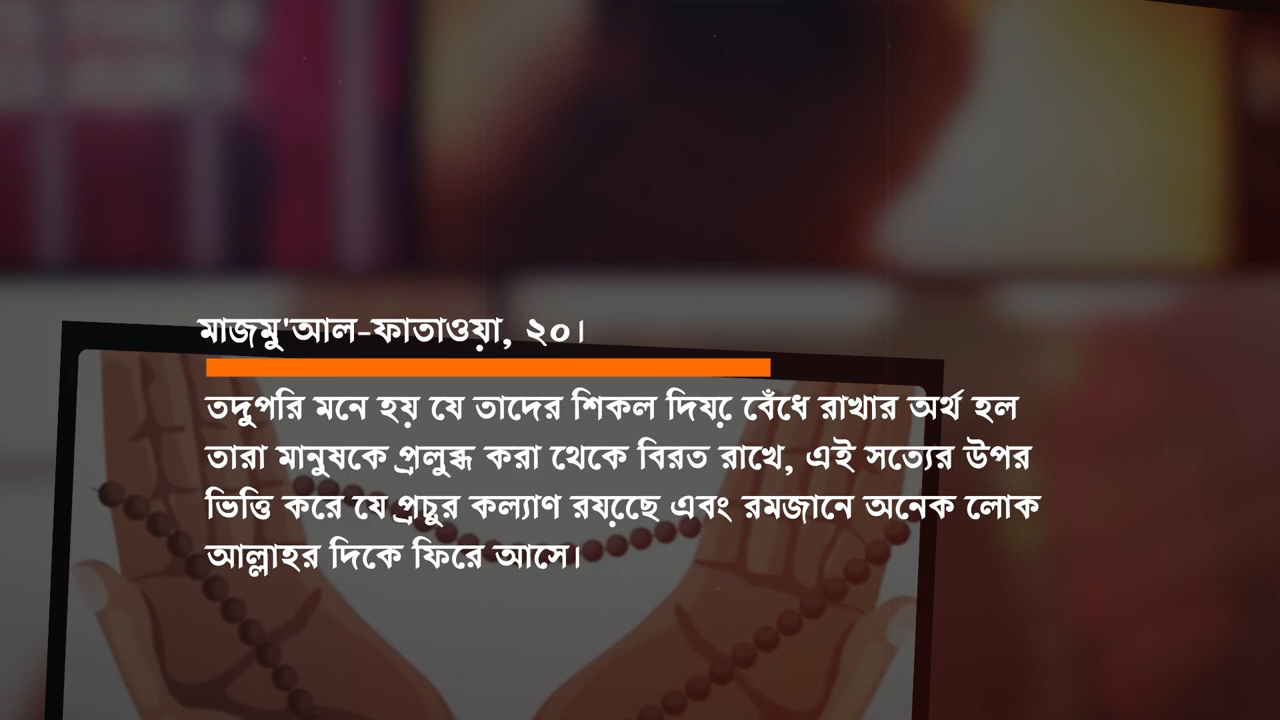 মাজমু'আল-ফাতাওয়া, ২০।
তদুপরি মনে হয় যে তাদের শিকল দিয়ে বেঁধে রাখার অর্থ হল
তারা মানুষকে প্রলুব্ধ করা থেকে বিরত রাখে, এই সত্যের উপর
ভিত্তি করে যে প্রচুর কল্যাণ রয়েছে এবং রমজানে অনেক লোক
আল্লাহর দিকে ফিরে আসে।